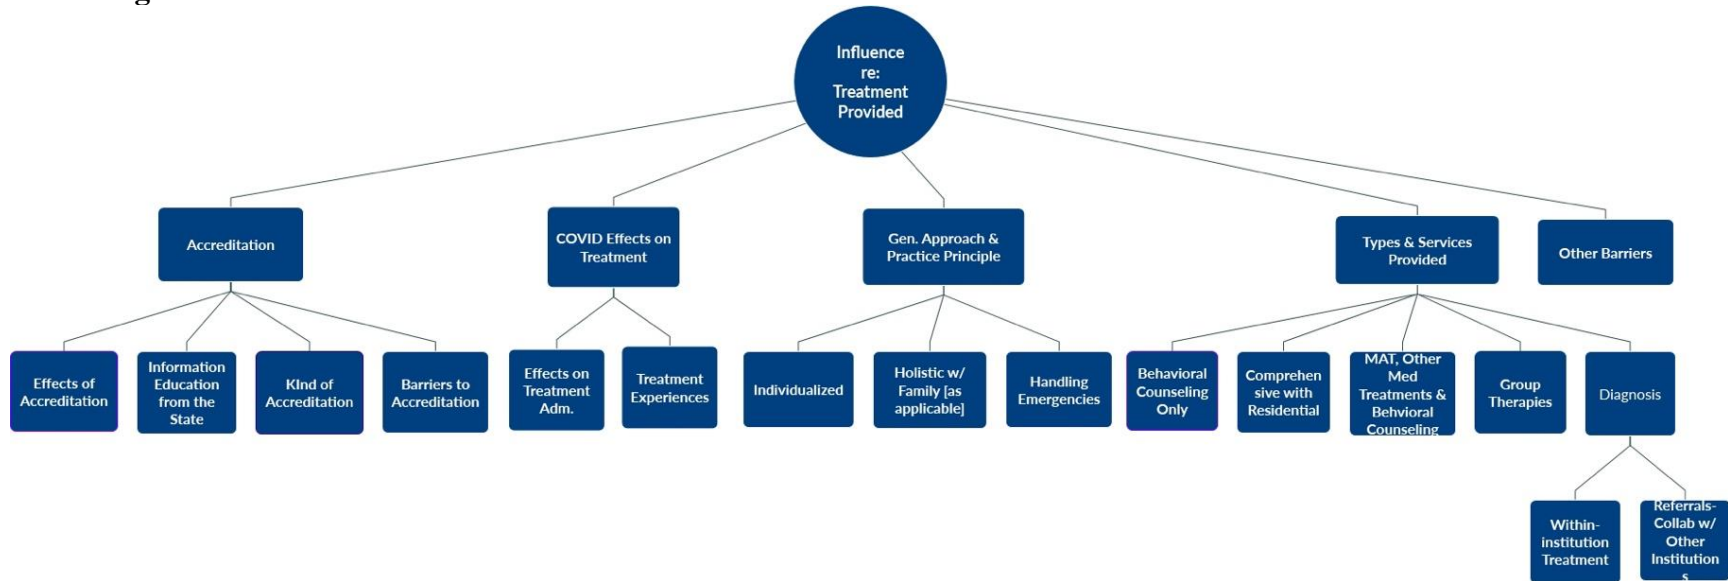 Influence
re:
Treatment
Provided
Accreditation
COVID Effects on
Treatment
Gen. Approach &
Practice Principle
Types & Services
Provided
Other Barriers
Effects of
Accreditation
Information
Education
from the
State
KInd of
Accreditation
Barriers to
Accreditation
Effects on
Treatment
Adm.
Treatment
Experiences
Individualized
Holistic w/
Family [as
applicable]
Handling
Emergencies
Behavioral
Counseling
Only
Comprehen
sive with
Residential
MAT, Other
Med
Treatments &
Behvioral
Counseling
Group
Therapies
Diagnosis
Within-
institution
Treatment
Referrals-
Collab w/
Other
Institution
s